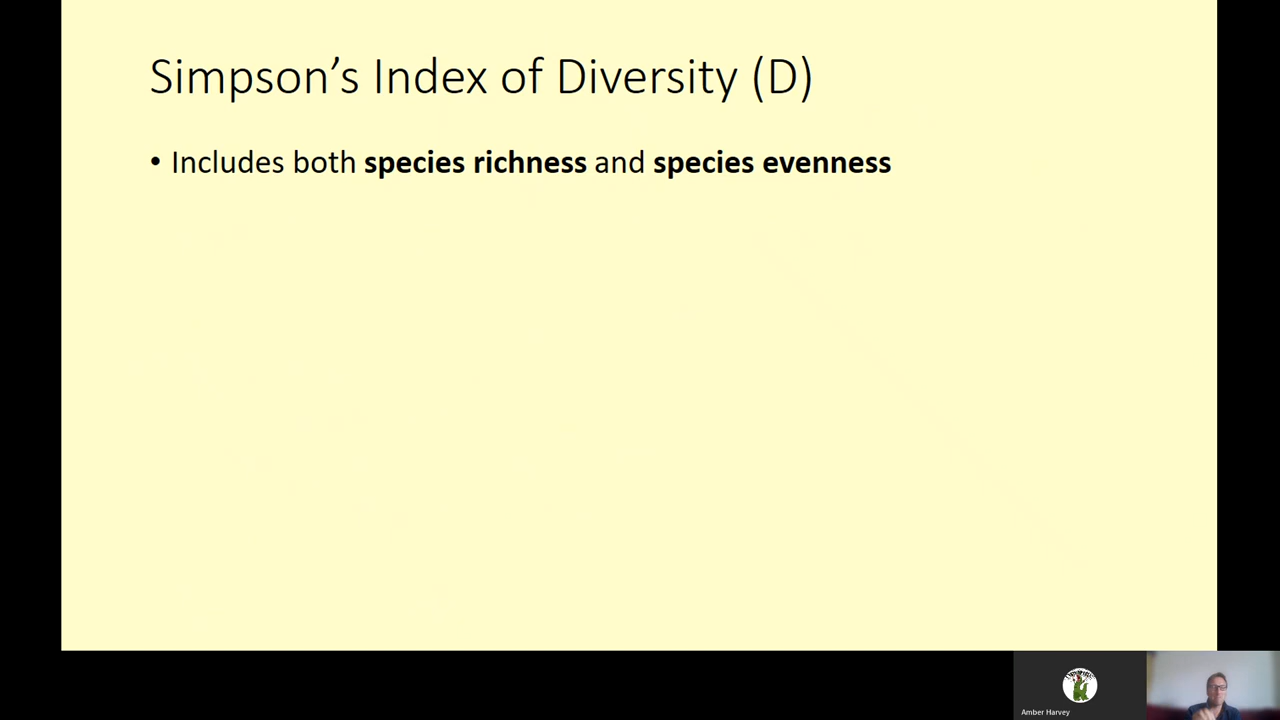 Simpson’s Index of Diversity (D)
• Includes both species richness and species evenness
Amber Harvey